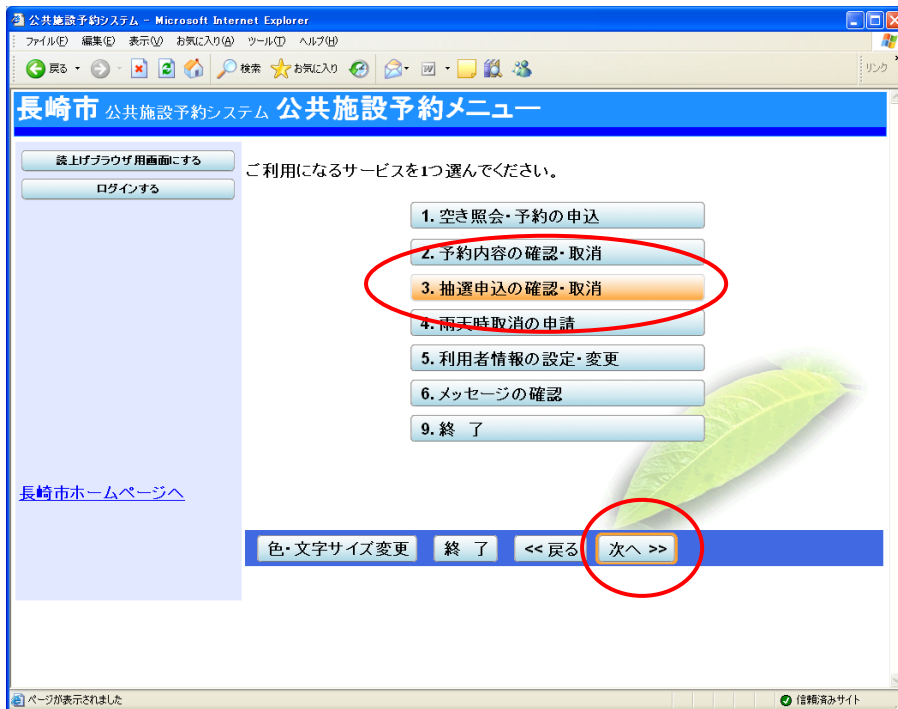 公共施設予約システム - Microsoft Internet Explorer
ファイル(F) 編集(E) 表示(V) お気に入り(A) ツール(T) ヘルプ(H)
戻る 検索 お気に入り リンク
長崎市 公共施設予約システム 公共施設予約メニュー
読上げブラウザ用画面にする
ログインする
ご利用になるサービスを1つ選んでください。
1. 空き照会・予約の申込
2. 予約内容の確認・取消
3. 抽選申込の確認・取消
4. 雨天時取消の申請
5. 利用者情報の設定・変更
6. メッセージの確認
9. 終 了
長崎市ホームページへ
色・文字サイズ変更 終 了 << 戻る 次へ >>
ページが表示されました 信頼済みサイト